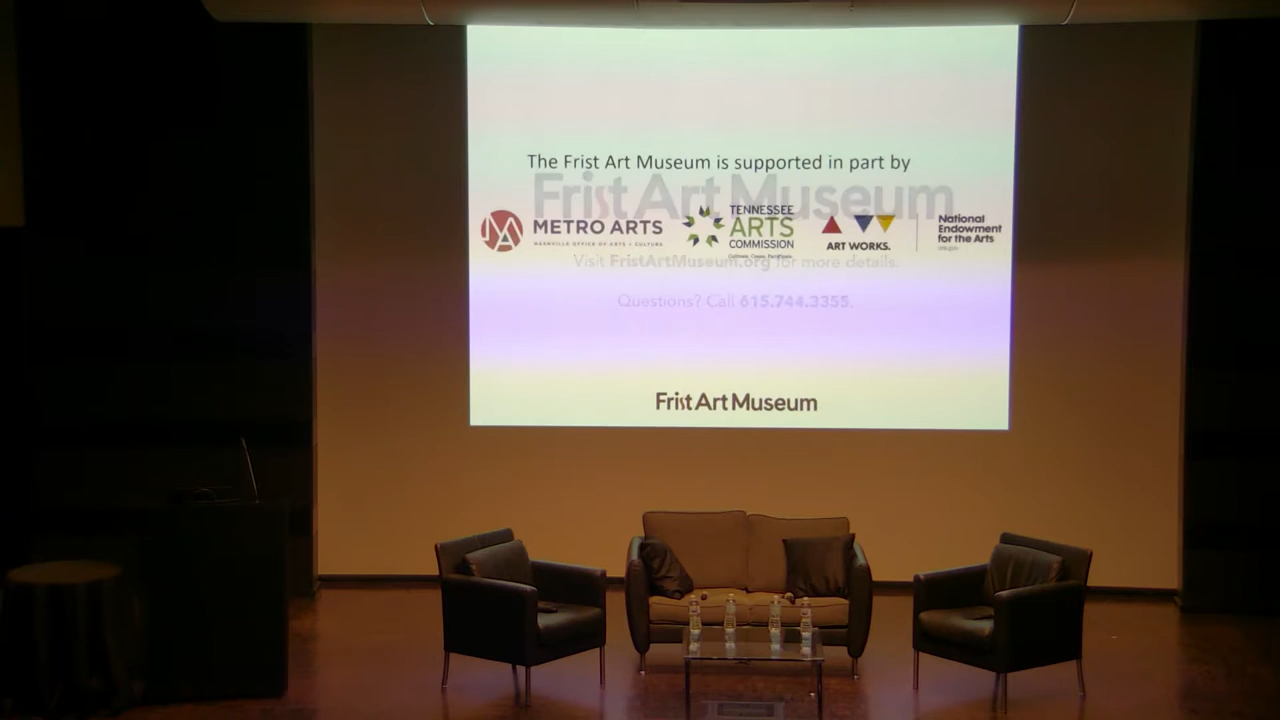 The Frist Art Museum is supported in part by
Frist Art Museum
METRO ARTS
NASHVILLE OFFICE OF ARTS + CULTURE
TENNESSEE
ARTS
COMMISSION
ART WORKS.
National
Endowment
for the Arts
Visit FristArtMuseum.org for more details.
Questions? Call 615.744.3355.
Frist Art Museum